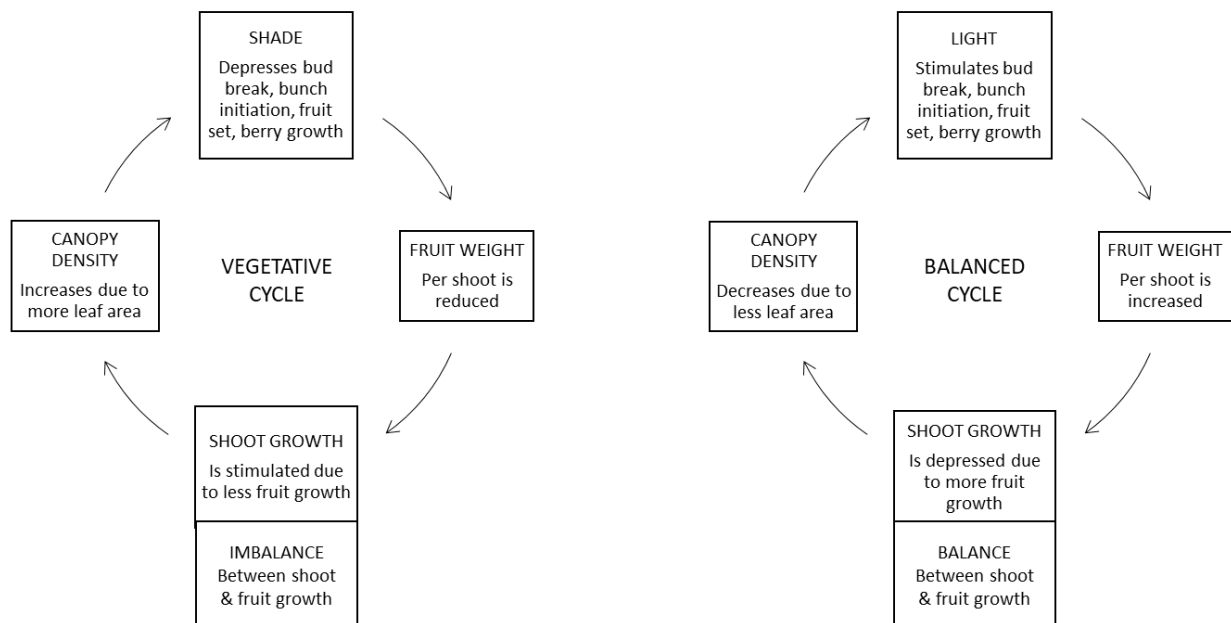 SHADE
Depresses bud
break, bunch
initiation, fruit
set, berry growth
CANOPY
DENSITY
Increases due to
more leaf area
VEGETATIVE
CYCLE
FRUIT WEIGHT
Per shoot is
reduced
SHOOT GROWTH
Is stimulated due
to less fruit growth
IMBALANCE
Between shoot
& fruit growth
LIGHT
Stimulates bud
break, bunch
initiation, fruit
set, berry growth
CANOPY
DENSITY
Decreases due to
less leaf area
BALANCED
CYCLE
FRUIT WEIGHT
Per shoot is
increased
SHOOT GROWTH
Is depressed due
to more fruit
growth
BALANCE
Between shoot
& fruit growth